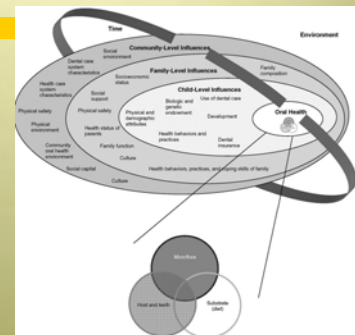 Time
Environment
Community-Level Influences
Social
environment
Dental care
system
characteristics
Family-Level Influences
Family
composition
Health care
system
characteristics
Socioeconomic
status
Child-Level Influences
Social
support
Biologic and
genetic
endowment
Use of dental care
Oral Health
Physical safety
Physical safety
Physical and
demographic
attributes
Development
Physical
environment
Health status of
parents
Health behaviors and
practices
Dental
insurance
Community
oral health
environment
Family function
Culture
Social capital
Health behaviors, practices, and coping skills of family
Culture
Microflora
Host and teeth
Substrate
(diet)